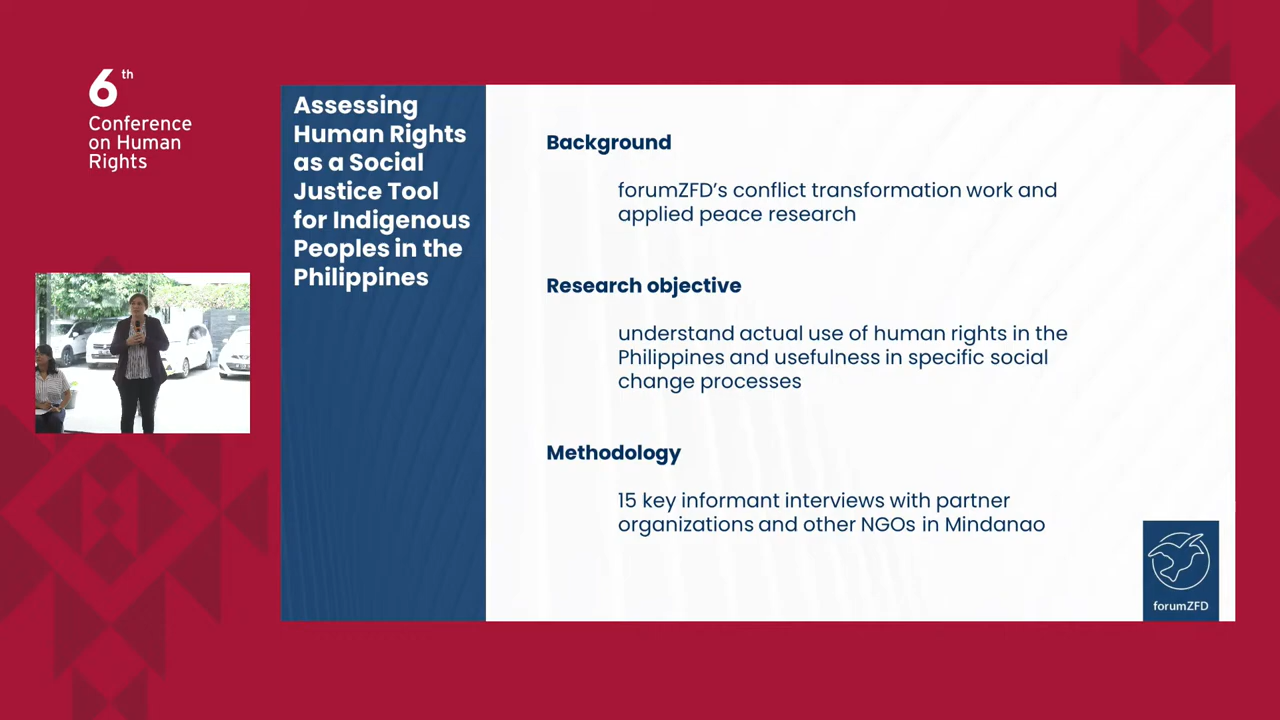 6th
Conference
on Human
Rights
Assessing
Human Rights
as a Social
Justice Tool
for Indigenous
Peoples in the
Philippines
Background
forumZFD's conflict transformation work and
applied peace research
Research objective
understand actual use of human rights in the
Philippines and usefulness in specific social
change processes
Methodology
15 key informant interviews with partner
organizations and other NGOs in Mindanao
forumZFD